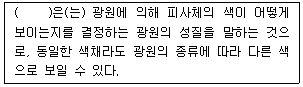 (    )은(는) 광원에 의해 피사체의 색이 어떻게
보이는지를 결정하는 광원의 성질을 말하는 것으
로, 동일한 색채라도 광원의 종류에 따라 다른 색
으로 보일 수 있다.